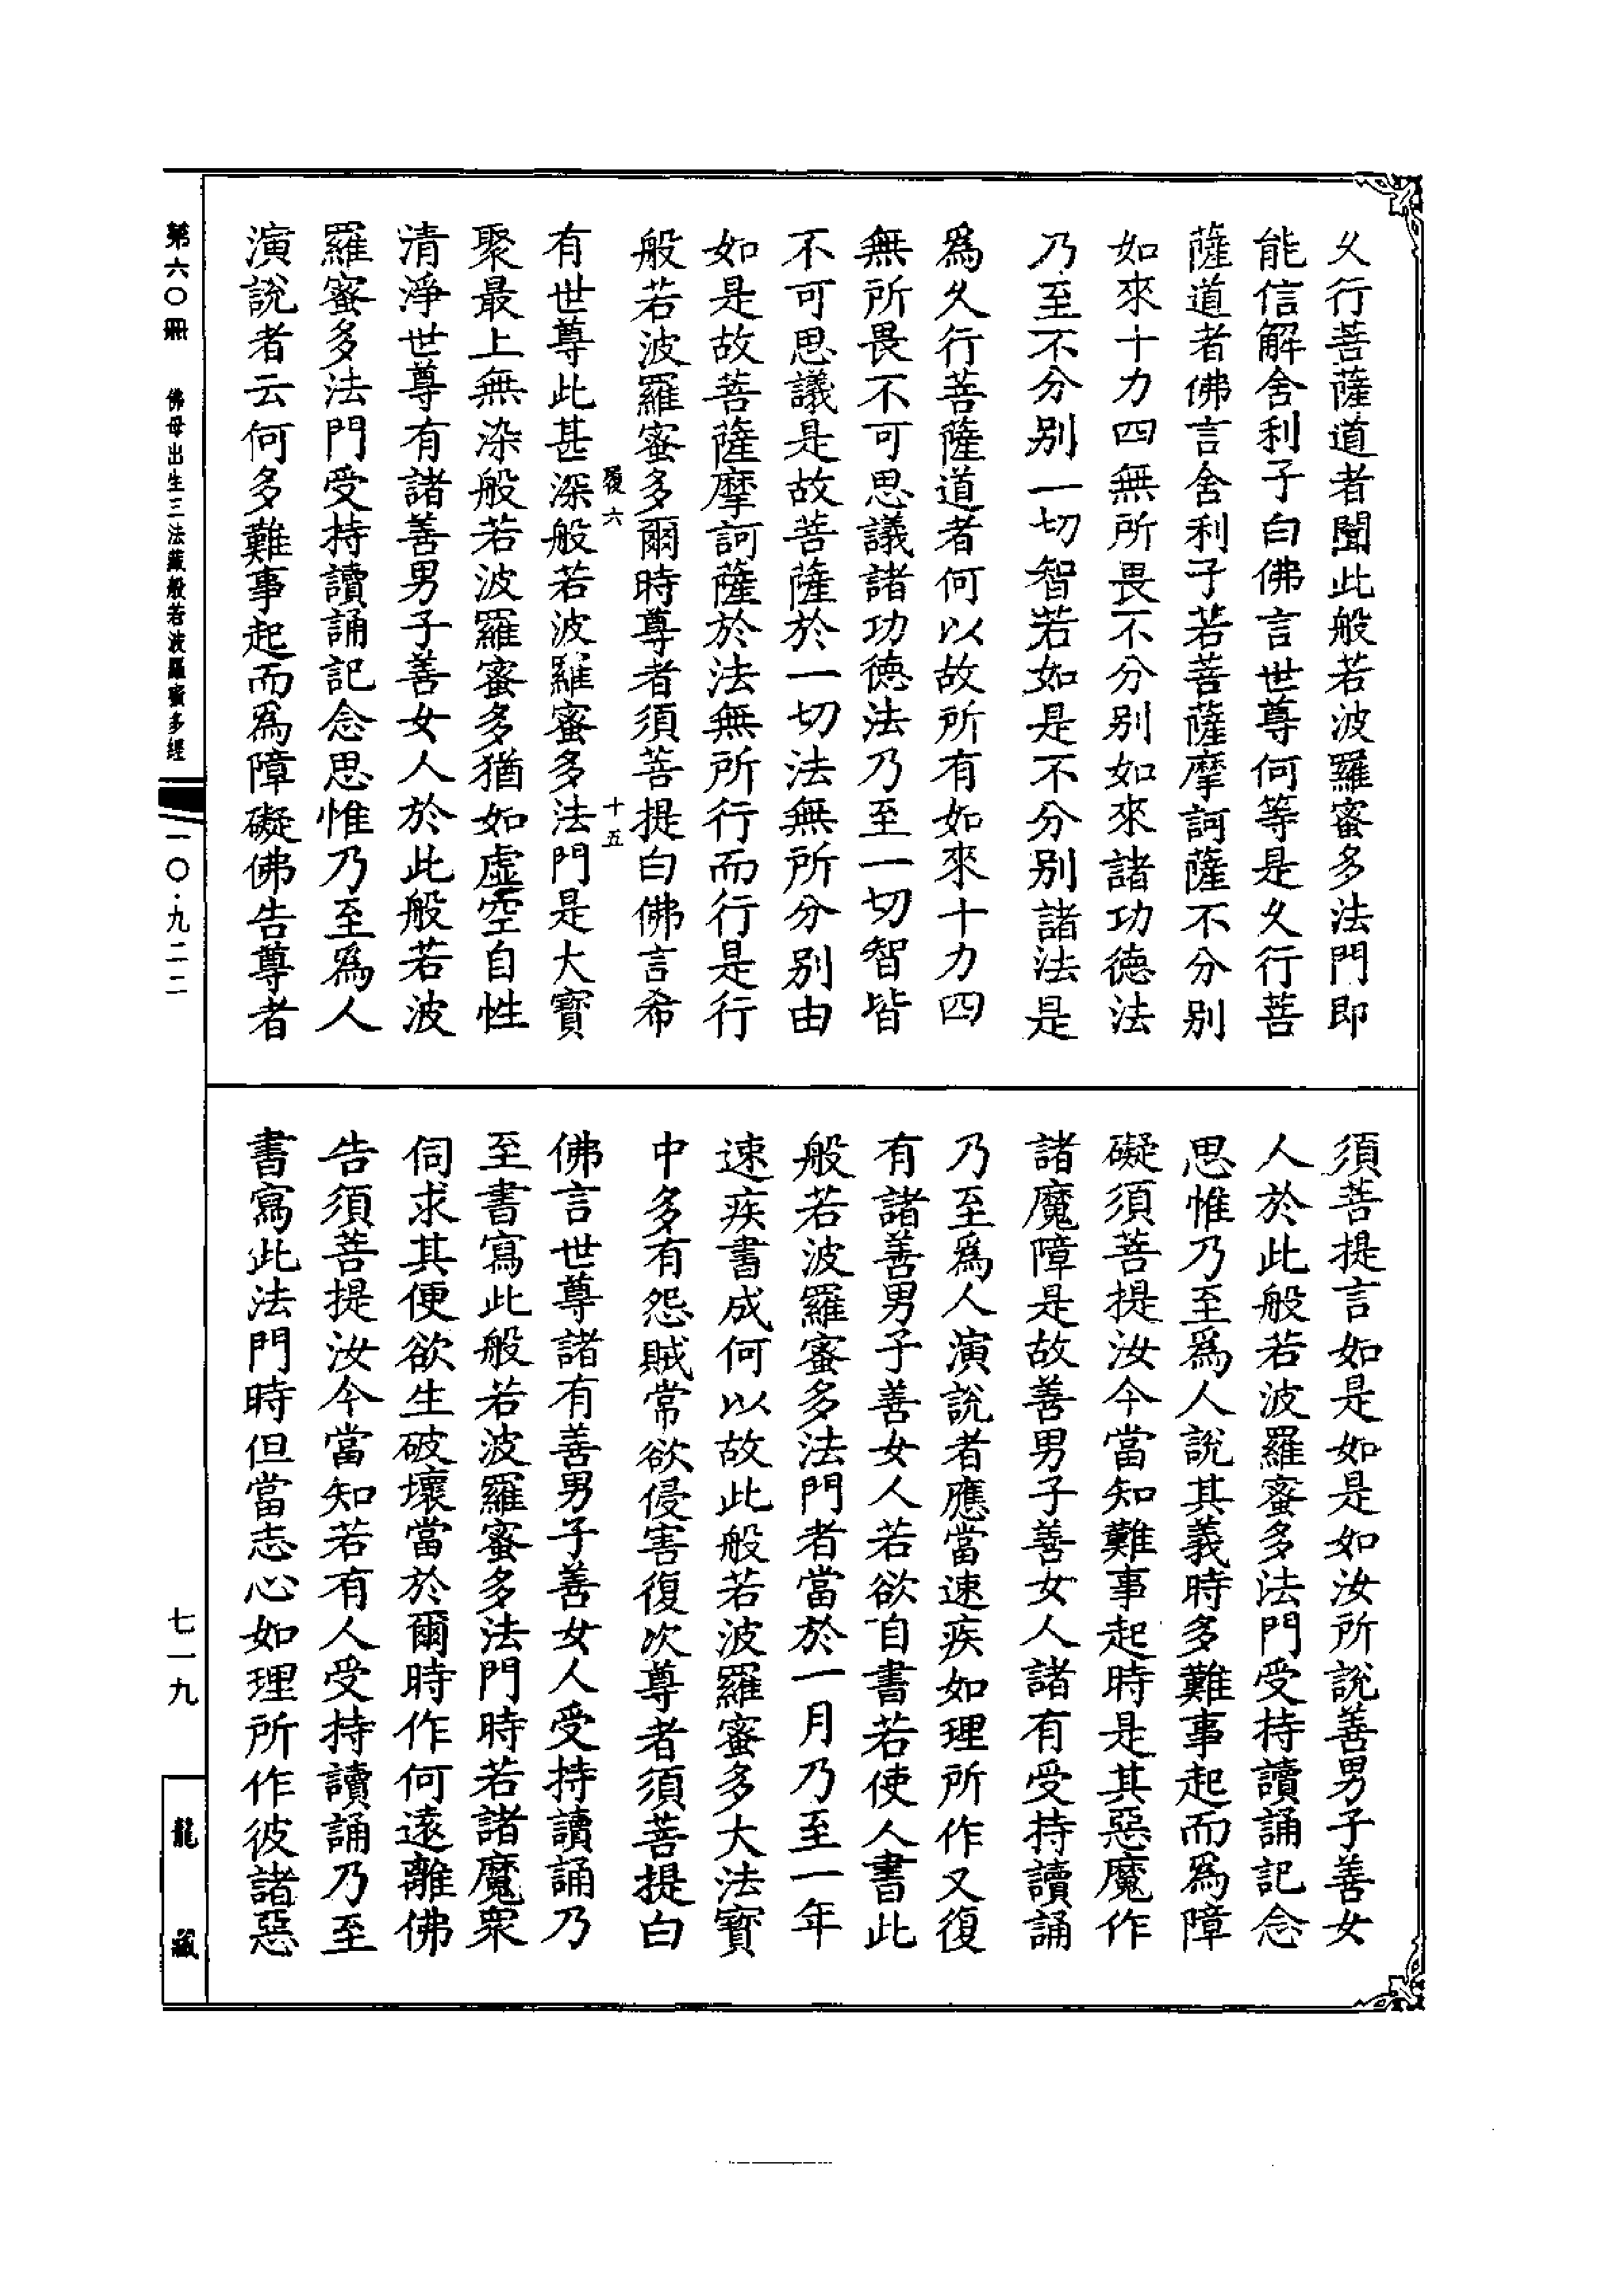 久行菩薩道者聞此般若波羅蜜多法門即
能信解舍利子白佛言世尊何等是久行菩
薩道者佛言舍利子若菩薩摩訶薩不分別
如來十力四無所畏不分別如來諸功德法
乃至不分別一切智若如是不分別諸法是
爲久行菩薩道者何以故所有如來十力四
無所畏不可思議諸功德法乃至一切智皆
不可思議是故菩薩於一切法無所分別由
如是故菩薩摩訶薩於法無所行而行是行
般若波羅蜜多爾時尊者須菩提白佛言希
履六 十五
有世尊此甚深般若波羅蜜多法門是大寶
聚最上無染般若波羅蜜多猶如虛空自性
清淨世尊有諸善男子善女人於此般若波
羅蜜多法門受持讀誦記念思惟乃至爲人
演說者云何多難事起而爲障礙佛告尊者
須菩提言如是如是如汝所說善男子善女
人於此般若波羅蜜多法門受持讀誦記念
思惟乃至爲人說其義時多難事起而爲障
礙須菩提汝今當知難事起時是其惡魔作
諸魔障是故善男子善女人諸有受持讀誦
乃至爲人演說者應當速疾如理所作又復
有諸善男子善女人若欲自書若使人書此
般若波羅蜜多法門者當於一月乃至一年
速疾書成何以故此般若波羅蜜多大法寶
中多有怨賊常欲侵害復次尊者須菩提白
佛言世尊諸有善男子善女人受持讀誦乃
至書寫此般若波羅蜜多法門時若諸魔衆
伺求其便欲生破壞當於爾時作何遠離佛
告須菩提汝今當知若有人受持讀誦乃至
書寫此法門時但當志心如理所作彼諸惡
第六〇冊 佛母出生三法藏般若波羅蜜多經 一〇·九二二
七一九
龍藏